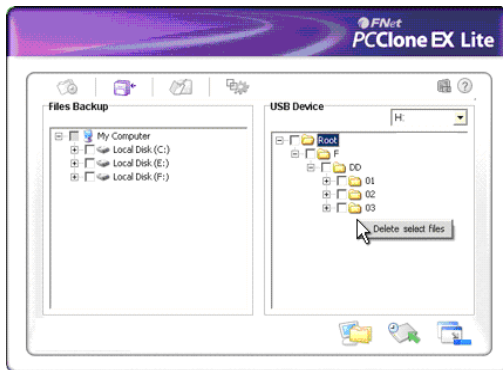 FNet
PCClone EX Lite
Files Backup
My Computer
Local Disk (C:)
Local Disk (E:)
Local Disk (F:)
USB Device
H:
Root
F
DD
01
02
03
Delete select files